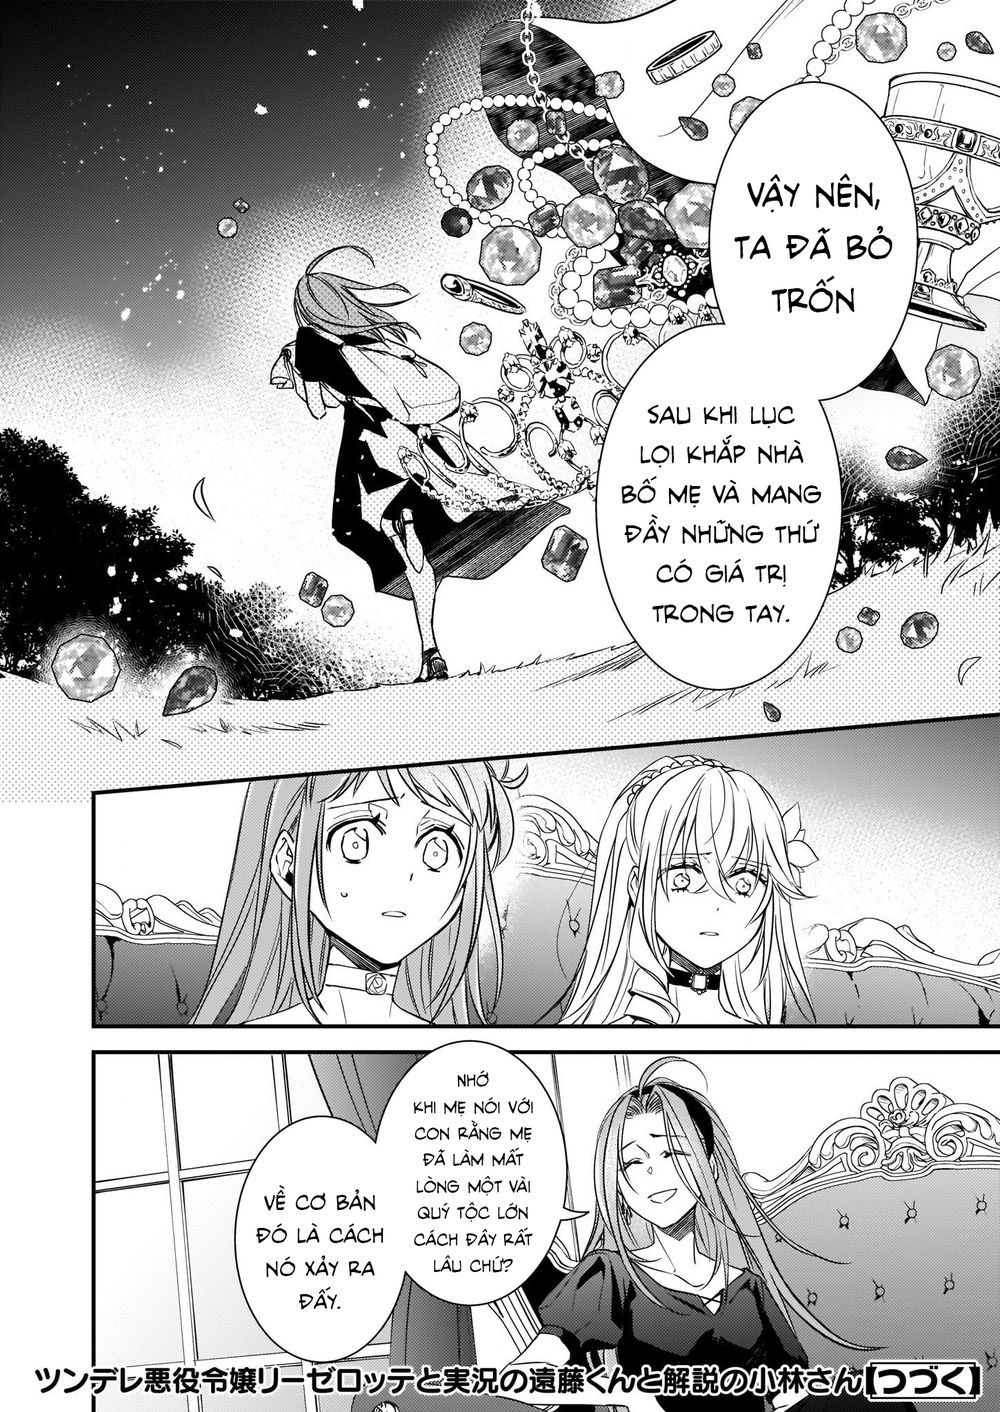 VẬY NÊN,
TA ĐÃ BỎ
TRỐN
SAU KHI LỤC
LỌI KHẮP NHÀ
BỐ MẸ VÀ MANG
ĐẦY NHỮNG THỨ
CÓ GIÁ TRỊ
TRONG TAY.
NHỚ
KHI MẸ NÓI VỚI
CON RẰNG MẸ
ĐÃ LÀM MẤT
LÒNG MỘT VÀI
QUÝ TỘC LỚN
CÁCH ĐÂY RẤT
LÂU CHỨ?
VỀ CƠ BẢN
ĐÓ LÀ CÁCH
NÓ XẢY RA
ĐẤY.
ツンデレ悪役令嬢リーゼロッテと実況の遠藤くんと解説の小林さん【つづく】